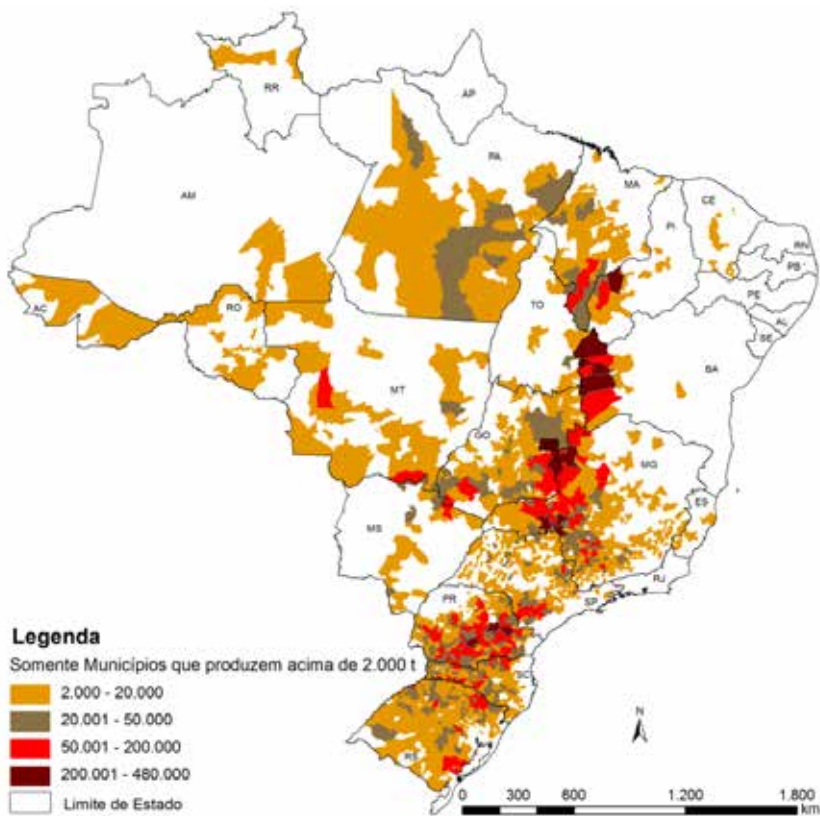 RR
AP
AM
PA
MA
CE
RN
PB
PI
PE
AL
SE
AC
RO
TO
BA
MT
GO
MG
ES
MS
RJ
SP
PR
SC
RS
Legenda
Somente Municípios que produzem acima de 2.000 t
2.000 - 20.000
20.001 - 50.000
50.001 - 200.000
200.001 - 480.000
Limite de Estado
N
0 300 600 1.200 1.800
km